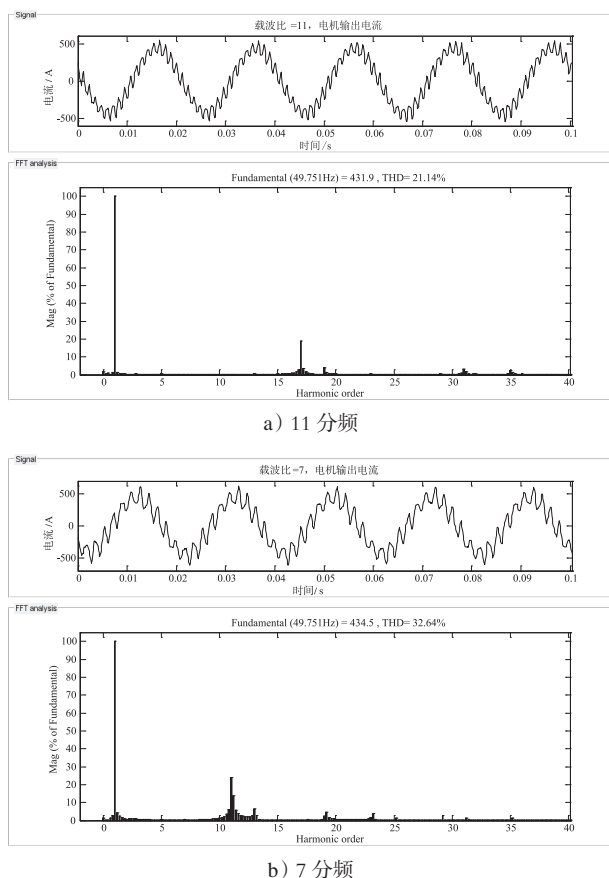 Signal
载波比 =11，电机输出电流
电流 / A
500
0
-500
0 0.01 0.02 0.03 0.04 0.05 0.06 0.07 0.08 0.09 0.1
时间 /s
FFT analysis
Fundamental (49.751Hz) = 431.9 , THD= 21.14%
Mag (% of Fundamental)
100
90
80
70
60
50
40
30
20
10
0
0 5 10 15 20 25 30 35 40
Harmonic order
a）11 分频
Signal
载波比 =7，电机输出电流
电流 /A
500
0
-500
0 0.01 0.02 0.03 0.04 0.05 0.06 0.07 0.08 0.09 0.1
时间/ s
FFT analysis
Fundamental (49.751Hz) = 434.5 , THD= 32.64%
Mag (% of Fundamental)
100
90
80
70
60
50
40
30
20
10
0
0 5 10 15 20 25 30 35 40
Harmonic order
b）7 分频